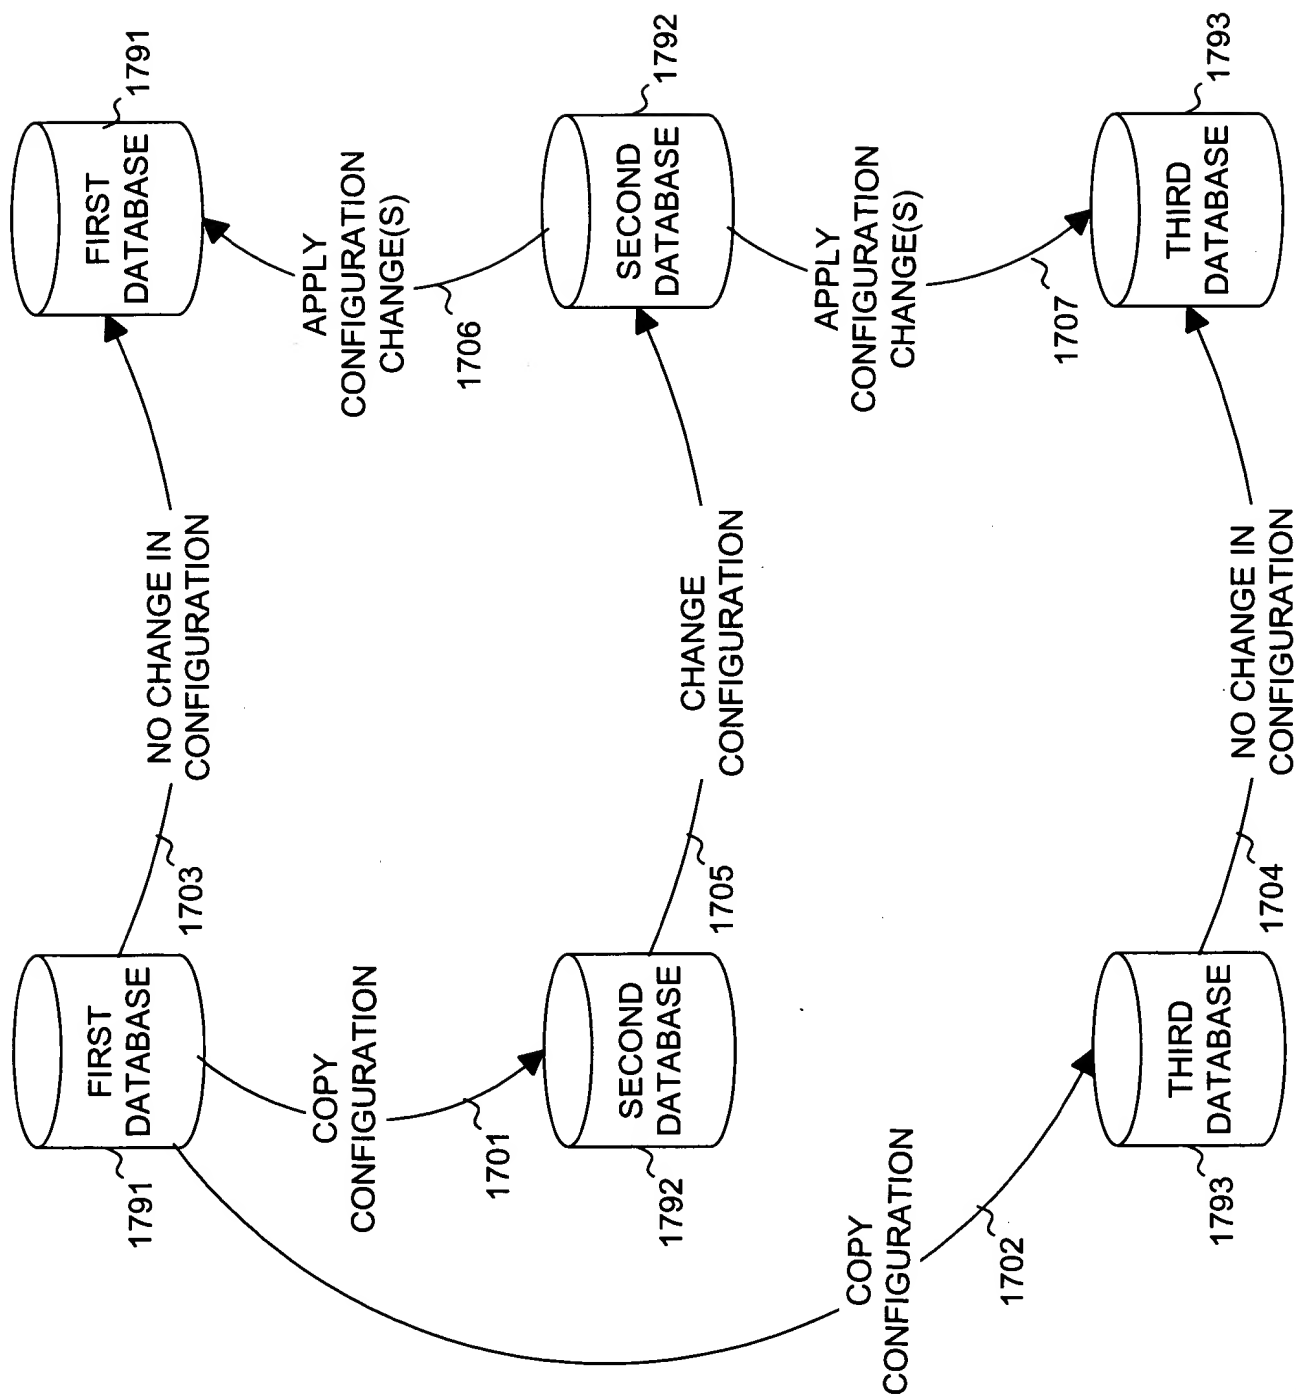 FIRST
DATABASE
1791
NO CHANGE IN
CONFIGURATION
1703
FIRST
DATABASE
1791
COPY
CONFIGURATION
1701
APPLY
CONFIGURATION
CHANGE(S)
1706
SECOND
DATABASE
1792
CHANGE
CONFIGURATION
1705
SECOND
DATABASE
1792
COPY
CONFIGURATION
1702
APPLY
CONFIGURATION
CHANGE(S)
1707
THIRD
DATABASE
1793
NO CHANGE IN
CONFIGURATION
1704
THIRD
DATABASE
1793